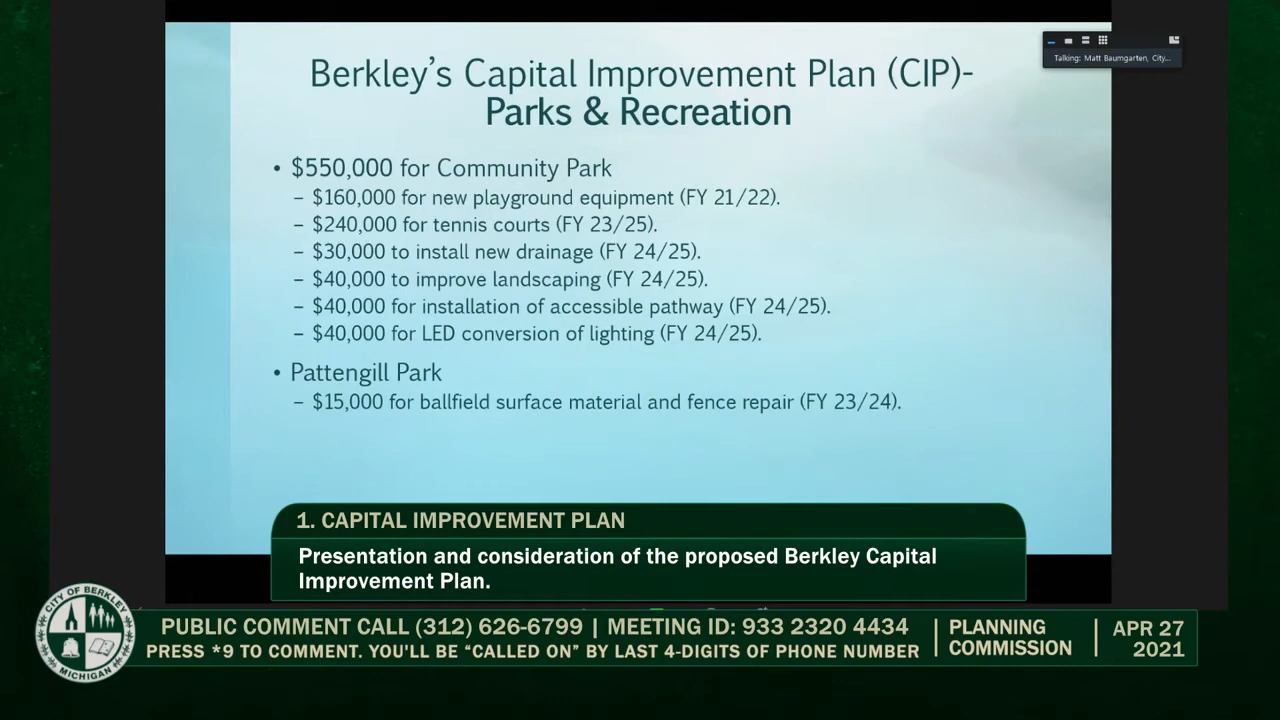 Berkley's Capital Improvement Plan (CIP)-
Parks & Recreation
Talking: Matt Baumgarten, City...
• $550,000 for Community Park
– $160,000 for new playground equipment (FY 21/22).
– $240,000 for tennis courts (FY 23/25).
– $30,000 to install new drainage (FY 24/25).
– $40,000 to improve landscaping (FY 24/25).
– $40,000 for installation of accessible pathway (FY 24/25).
– $40,000 for LED conversion of lighting (FY 24/25).
• Pattengill Park
– $15,000 for ballfield surface material and fence repair (FY 23/24).
1. CAPITAL IMPROVEMENT PLAN
Presentation and consideration of the proposed Berkley Capital
Improvement Plan.
CITY OF BERKLEY
MICHIGAN
PUBLIC COMMENT CALL (312) 626-6799 | MEETING ID: 933 2320 4434
PRESS *9 TO COMMENT. YOU'LL BE “CALLED ON” BY LAST 4-DIGITS OF PHONE NUMBER
PLANNING
COMMISSION
APR 27
2021